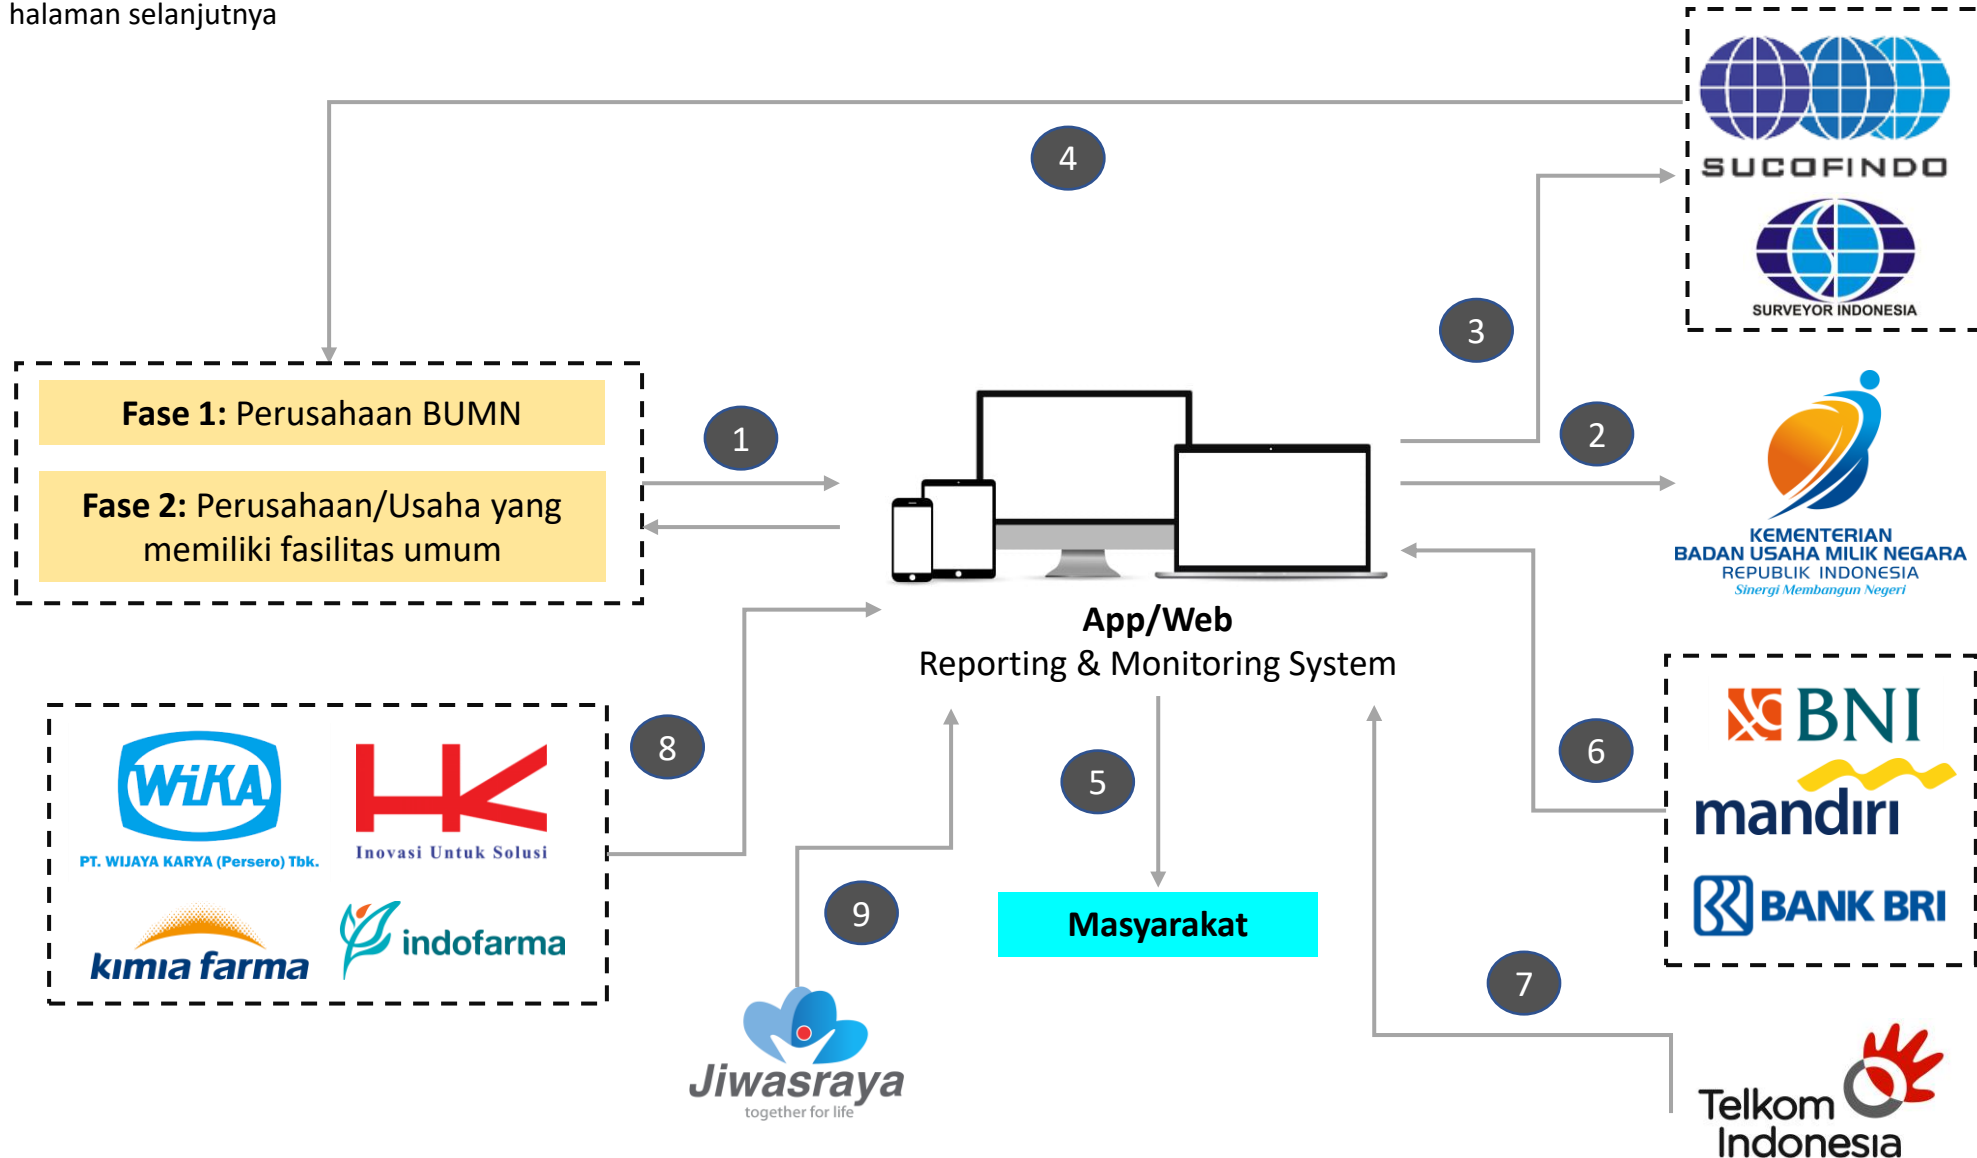 halaman selanjutnya
SUCOFINDO
4
SURVEYOR INDONESIA
3
Fase 1: Perusahaan BUMN
1
2
Fase 2: Perusahaan/Usaha yang
memiliki fasilitas umum
KEMENTERIAN
BADAN USAHA MILIK NEGARA
REPUBLIK INDONESIA
Sinergi Membangun Negeri
App/Web
Reporting & Monitoring System
WiKA
PT. WIJAYA KARYA (Persero) Tbk.
HK
Inovasi Untuk Solusi
kimia farma
indofarma
8
5
6
BNI
mandiri
BANK BRI
9
Masyarakat
7
Jiwasraya
together for life
Telkom
Indonesia